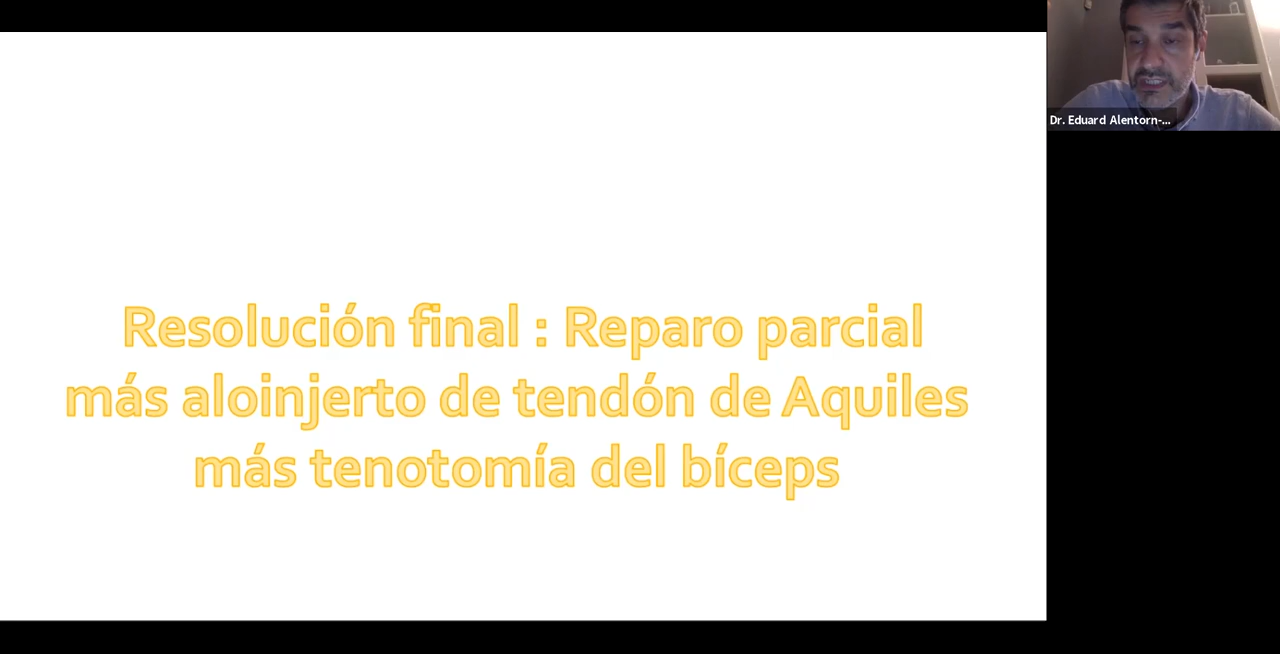 Dr. Eduard Alentorn-...
Resolución final : Reparo parcial
más aloinjerto de tendón de Aquiles
más tenotomía del bíceps